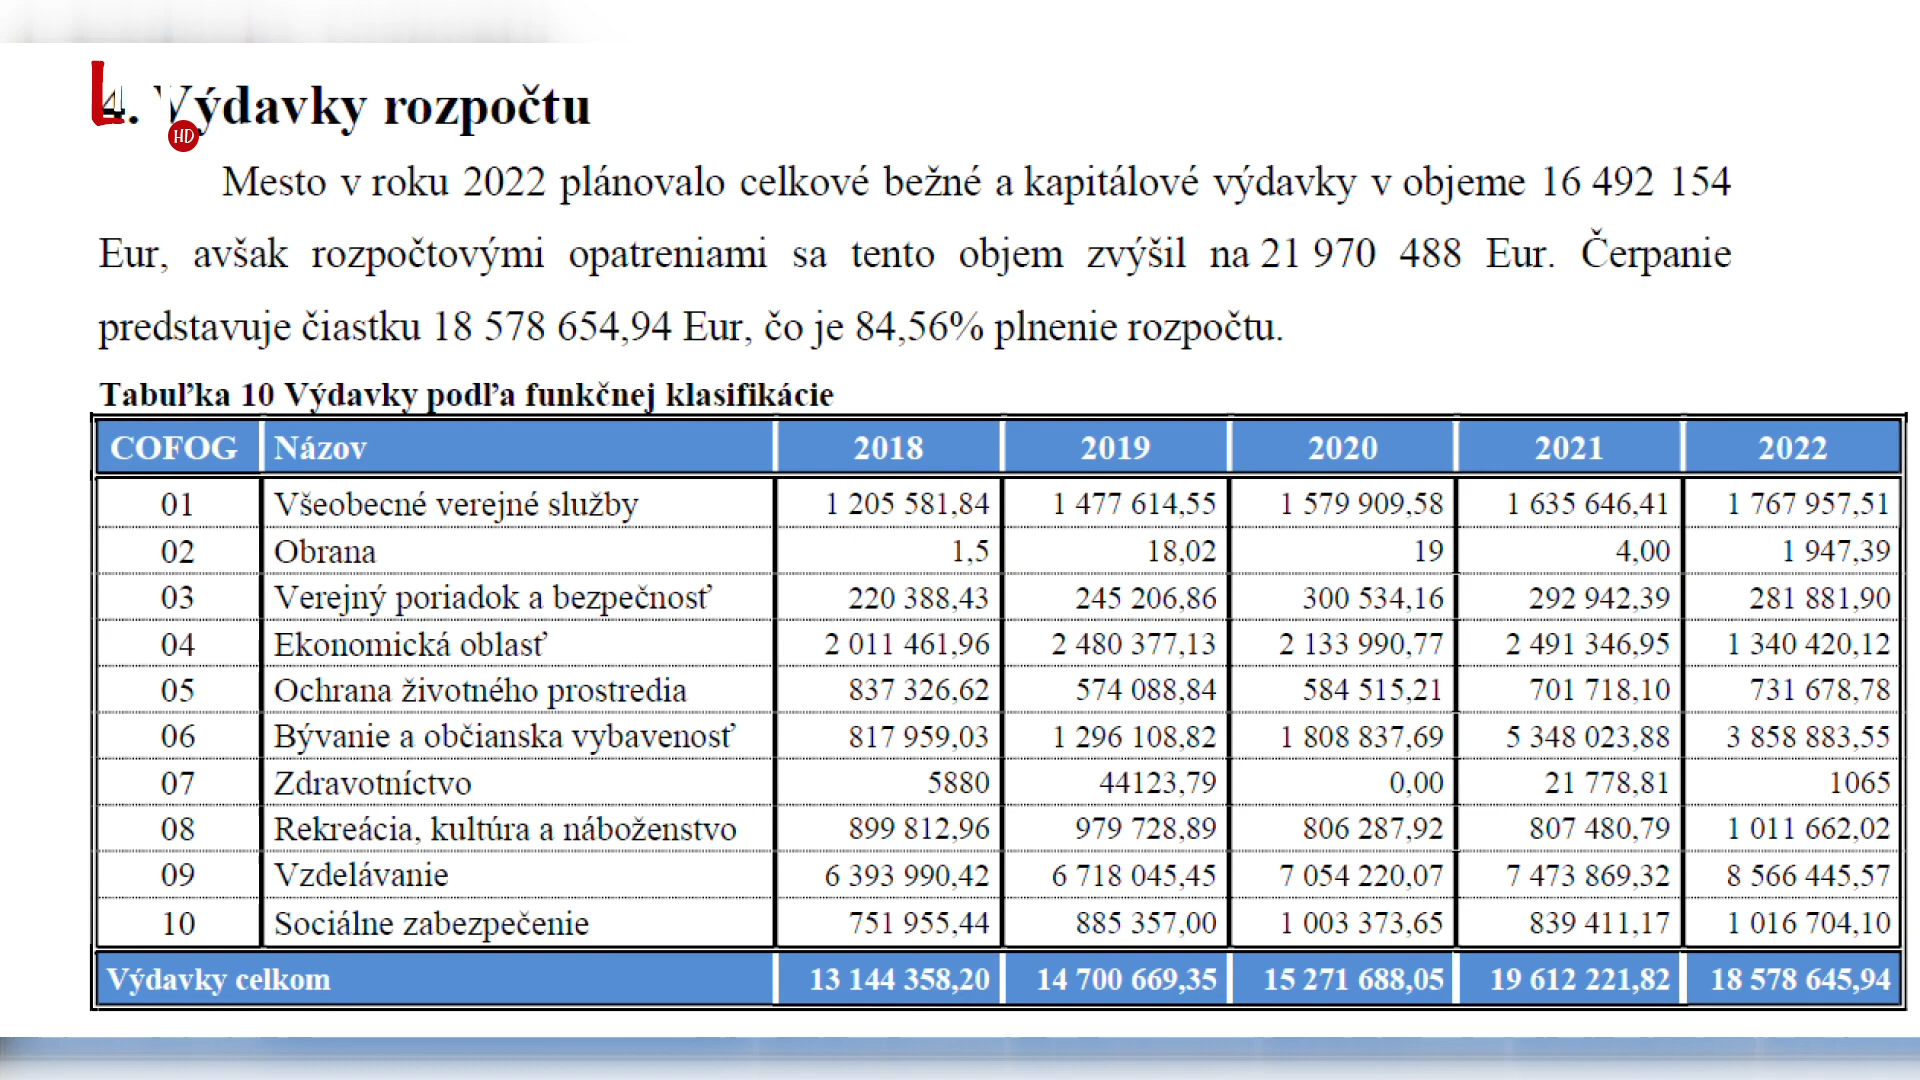 4. Výdavky rozpočtu
HD
Mesto v roku 2022 plánovalo celkové bežné a kapitálové výdavky v objeme 16 492 154
Eur, avšak rozpočtovými opatreniami sa tento objem zvýšil na 21 970 488 Eur. Čerpanie
predstavuje čiastku 18 578 654,94 Eur, čo je 84,56% plnenie rozpočtu.
Tabuľka 10 Výdavky podľa funkčnej klasifikácie
COFOG Názov 2018 2019 2020 2021 2022
01 Všeobecné verejné služby 1 205 581,84 1 477 614,55 1 579 909,58 1 635 646,41 1 767 957,51
02 Obrana 1,5 18,02 19 4,00 1 947,39
03 Verejný poriadok a bezpečnosť 220 388,43 245 206,86 300 534,16 292 942,39 281 881,90
04 Ekonomická oblasť 2 011 461,96 2 480 377,13 2 133 990,77 2 491 346,95 1 340 420,12
05 Ochrana životného prostredia 837 326,62 574 088,84 584 515,21 701 718,10 731 678,78
06 Bývanie a občianska vybavenosť 817 959,03 1 296 108,82 1 808 837,69 5 348 023,88 3 858 883,55
07 Zdravotníctvo 5880 44123,79 0,00 21 778,81 1065
08 Rekreácia, kultúra a náboženstvo 899 812,96 979 728,89 806 287,92 807 480,79 1 011 662,02
09 Vzdelávanie 6 393 990,42 6 718 045,45 7 054 220,07 7 473 869,32 8 566 445,57
10 Sociálne zabezpečenie 751 955,44 885 357,00 1 003 373,65 839 411,17 1 016 704,10
Výdavky celkom 13 144 358,20 14 700 669,35 15 271 688,05 19 612 221,82 18 578 645,94